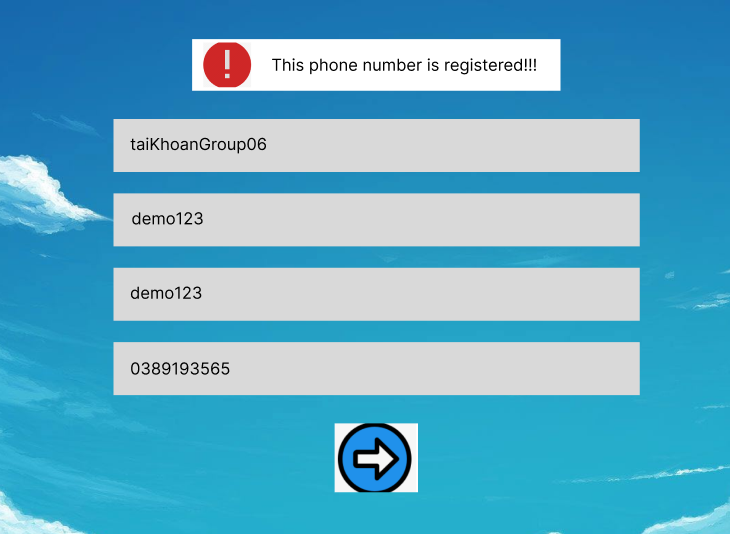 This phone number is registered!!!
taiKhoanGroup06
demo123
demo123
0389193565